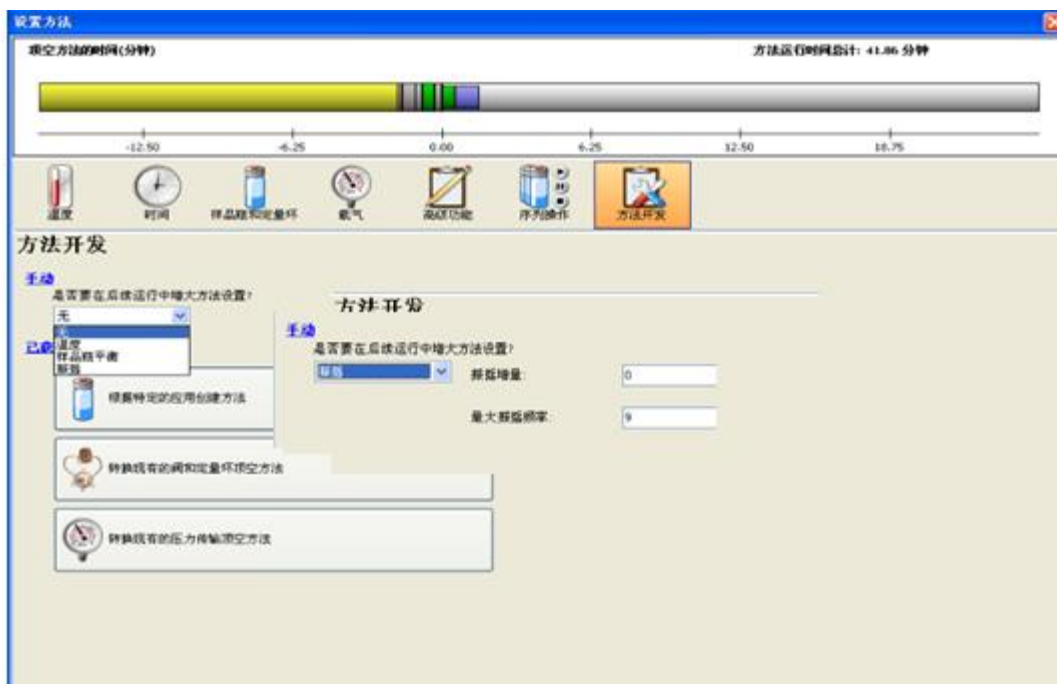 设置方法
顶空方法的时间(分钟)
方法运行时间总计: 41.86 分钟
-12.50 -6.25 0.00 6.25 12.50 18.75
温度 时间 样品瓶和定量环 载气 高级功能 序列操作 方法开发
方法开发
手动
是否要在后续运行中增大方法设置?
无
无
温度
样品瓶平衡
振摇
根据特定的应用创建方法
转换现有的阀和定量环顶空方法
转换现有的压力传输顶空方法
方法开发
手动
是否要在后续运行中增大方法设置?
振摇
振摇增量:
0
最大振摇频率:
9